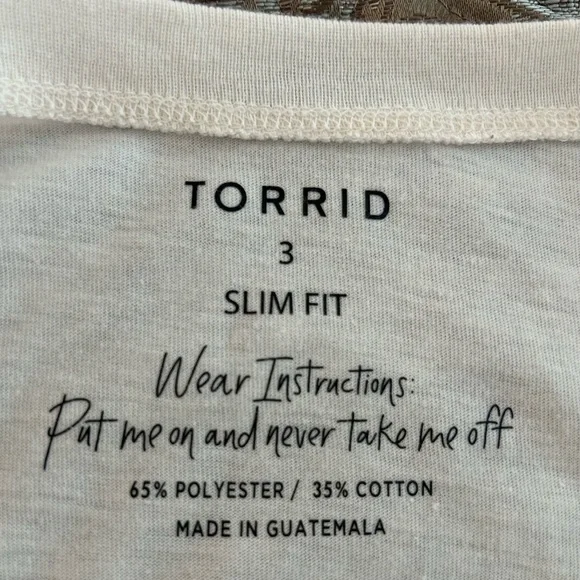 TORRID
3
SLIM FIT
Wear Instructions:
Put me on and never take me off
65% POLYESTER / 35% COTTON
MADE IN GUATEMALA